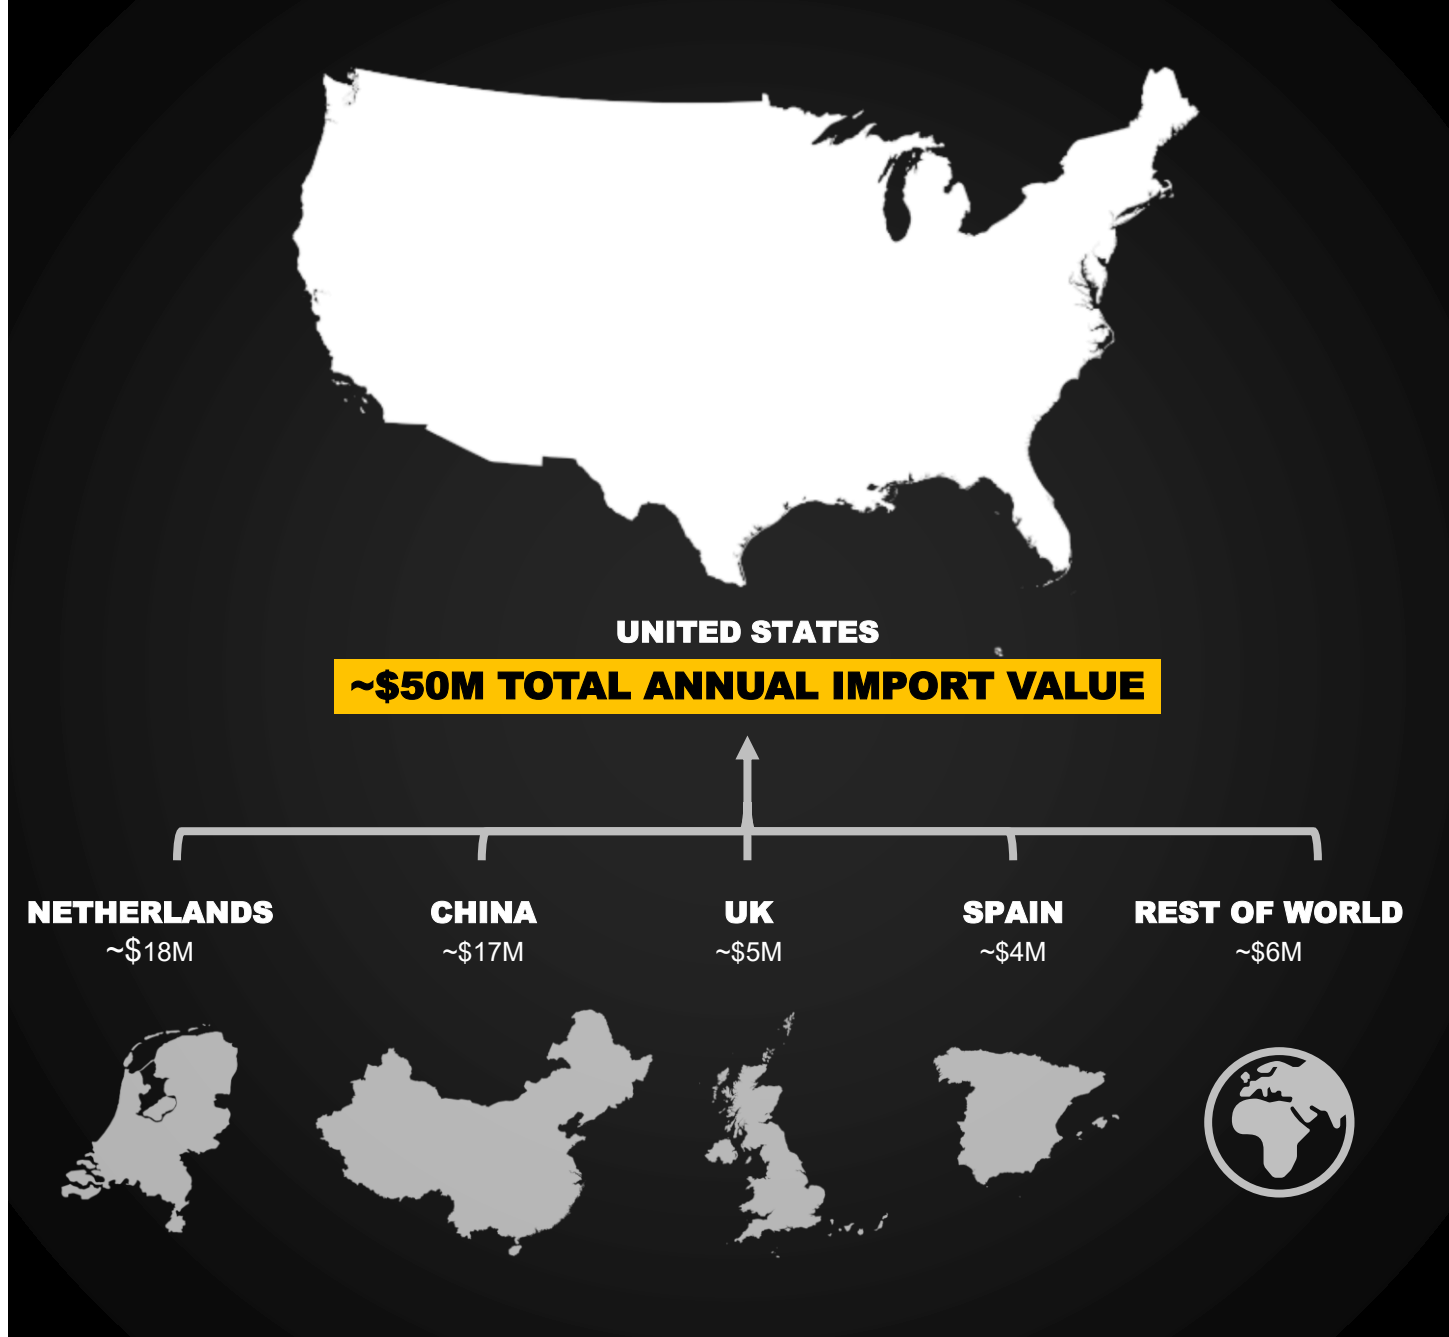 UNITED STATES
~$50M TOTAL ANNUAL IMPORT VALUE
NETHERLANDS
~$18M
CHINA
~$17M
UK
~$5M
SPAIN
~$4M
REST OF WORLD
~$6M